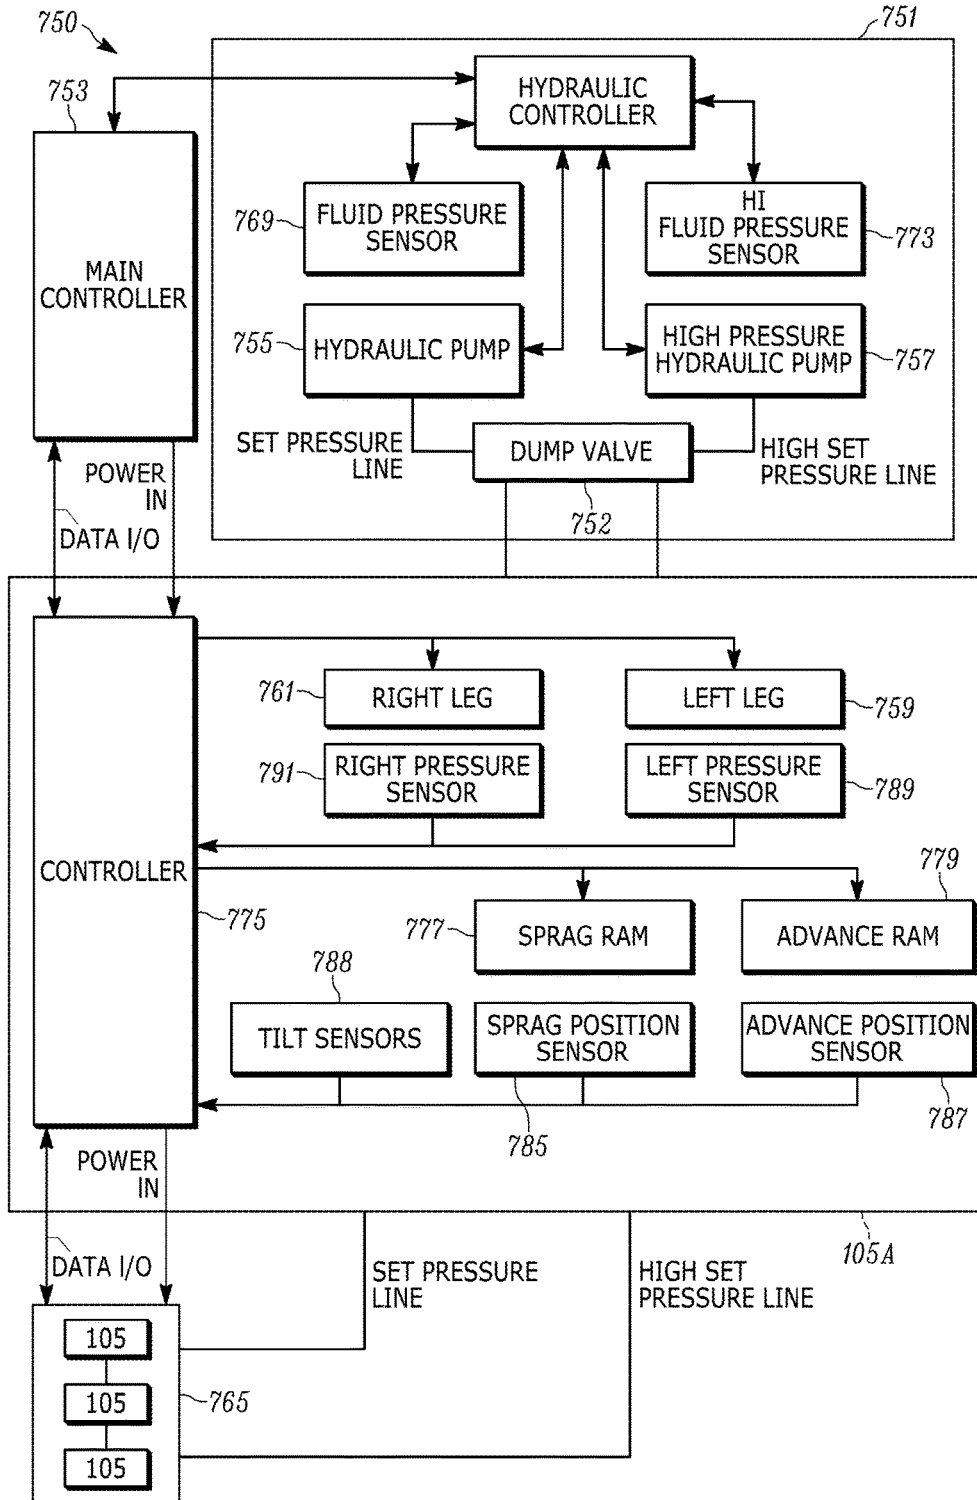 750
751
753
HYDRAULIC
CONTROLLER
MAIN
CONTROLLER
769
FLUID PRESSURE
SENSOR
HI
FLUID PRESSURE
SENSOR
773
755
HYDRAULIC PUMP
HIGH PRESSURE
HYDRAULIC PUMP
757
SET PRESSURE
LINE
DUMP VALVE
HIGH SET
PRESSURE LINE
752
POWER
IN
DATA I/O
761
RIGHT LEG
LEFT LEG
759
791
RIGHT PRESSURE
SENSOR
LEFT PRESSURE
SENSOR
789
CONTROLLER
775
777
SPRAG RAM
779
ADVANCE RAM
788
TILT SENSORS
SPRAG POSITION
SENSOR
785
ADVANCE POSITION
SENSOR
787
POWER
IN
105A
DATA I/O
SET PRESSURE
LINE
HIGH SET
PRESSURE LINE
105
105
765
105